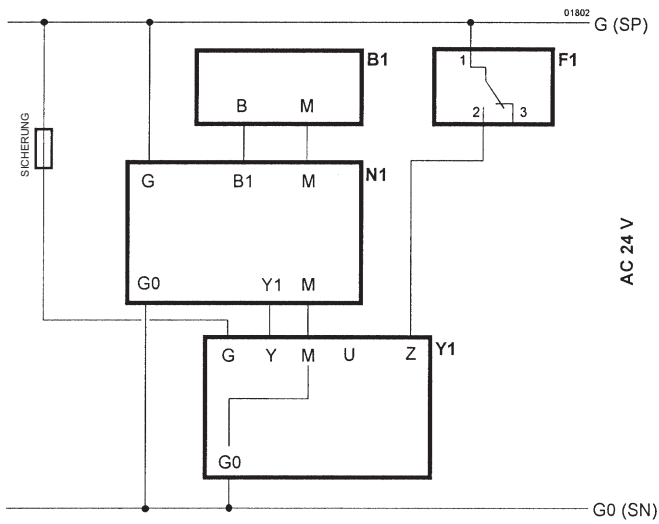 01802
G (SP)
B1
F1
1
B M
2 3
SICHERUNG
N1
G B1 M
AC 24 V
G0 Y1 M
Y1
G Y M U Z
G0
G0 (SN)